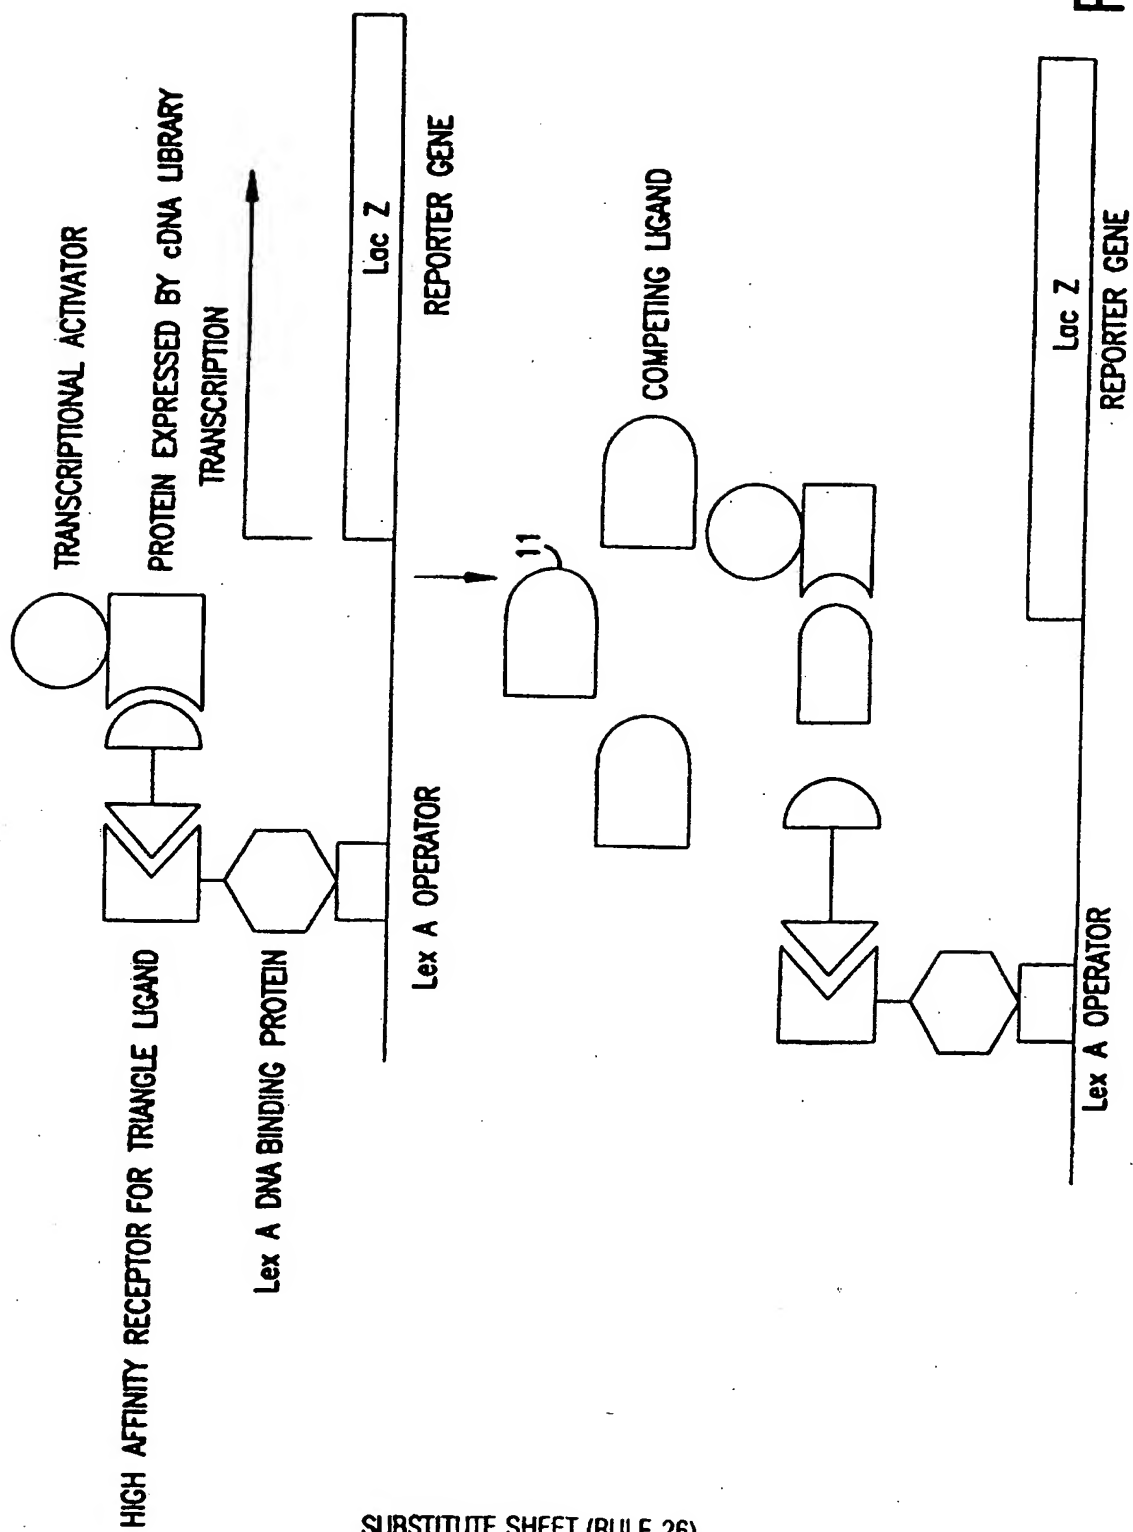 TRANSCRIPTIONAL ACTIVATOR
PROTEIN EXPRESSED BY cDNA LIBRARY
TRANSCRIPTION
HIGH AFFINITY RECEPTOR FOR TRIANGLE LIGAND
Lex A DNA BINDING PROTEIN
Lac Z
REPORTER GENE
Lex A OPERATOR
11
COMPETING LIGAND
Lac Z
REPORTER GENE
Lex A OPERATOR
SUBSTITUTE SHEET (RULE 26)